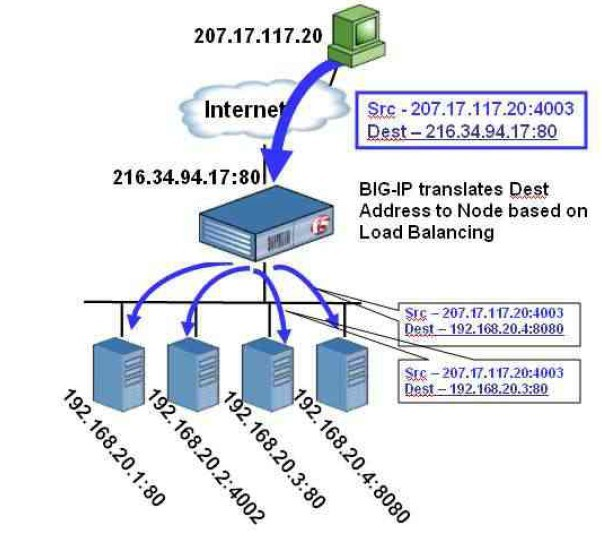 207.17.117.20
Internet
Src - 207.17.117.20:4003
Dest – 216.34.94.17:80
216.34.94.17:80
BIG-IP translates Dest
Address to Node based on
Load Balancing
f5
Src – 207.17.117.20:4003
Dest – 192.168.20.4:8080
Src – 207.17.117.20:4003
Dest – 192.168.20.3:80
192.168.20.1:80
192.168.20.2:4002
192.168.20.3:80
192.168.20.4:8080